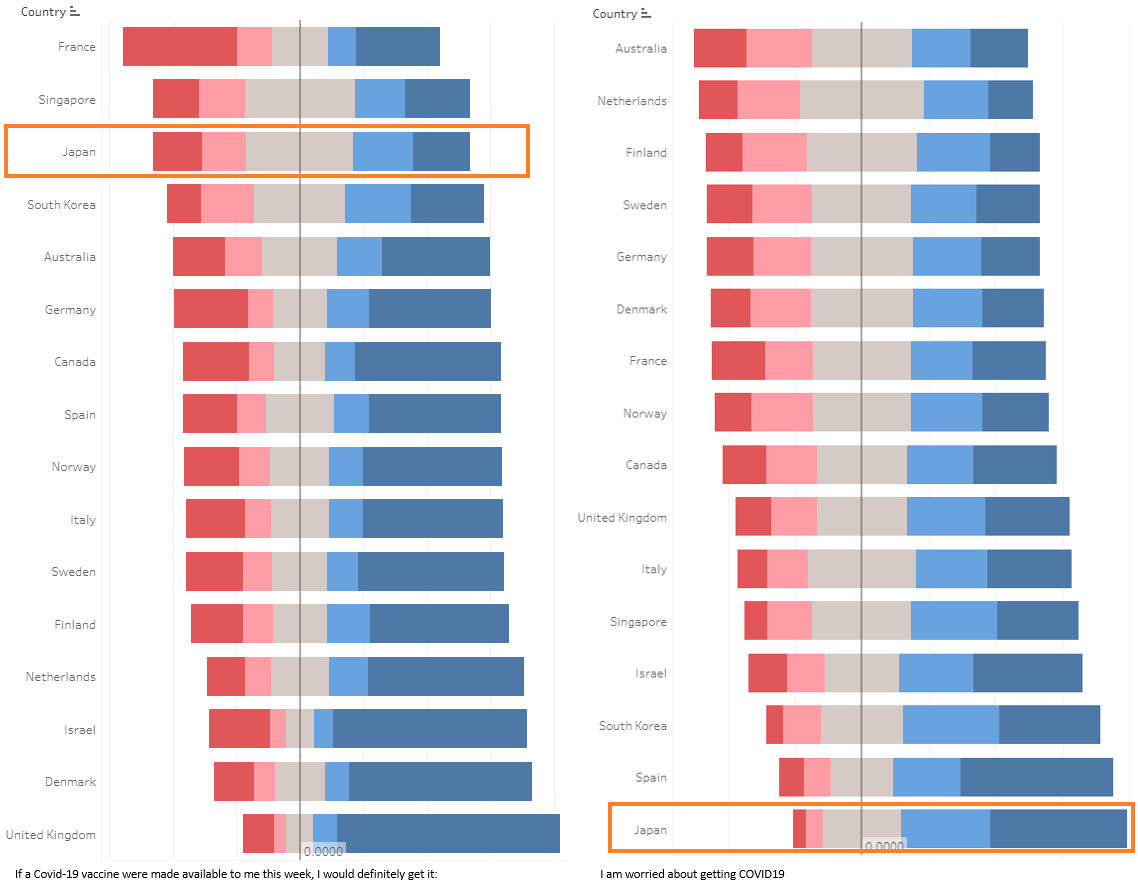 Country
France
Singapore
Japan
South Korea
Australia
Germany
Canada
Spain
Norway
Italy
Sweden
Finland
Netherlands
Israel
Denmark
United Kingdom
0.0000
If a Covid-19 vaccine were made available to me this week, I would definitely get it:
Country
Australia
Netherlands
Finland
Sweden
Germany
Denmark
France
Norway
Canada
United Kingdom
Italy
Singapore
Israel
South Korea
Spain
Japan
0.0000
I am worried about getting COVID19